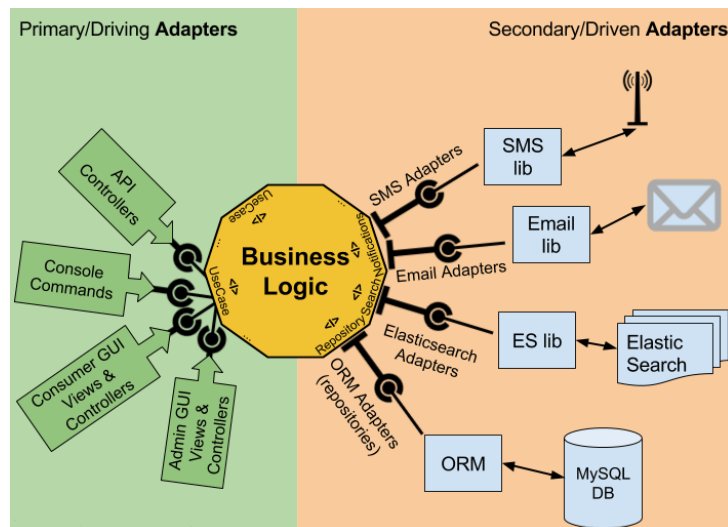 Primary/Driving Adapters
Secondary/Driven Adapters
API
Controllers
Console
Commands
Consumer GUI
Views &
Controllers
Admin GUI
Views &
Controllers
UseCase
</>
...
...
UseCase
</>
...
Business
Logic
...
Notifications
</>
Search
</>
Repository
</>
SMS Adapters
SMS
lib
Email Adapters
Email
lib
Elasticsearch
Adapters
ES lib
Elastic
Search
ORM Adapters
(repositories)
ORM
MySQL
DB